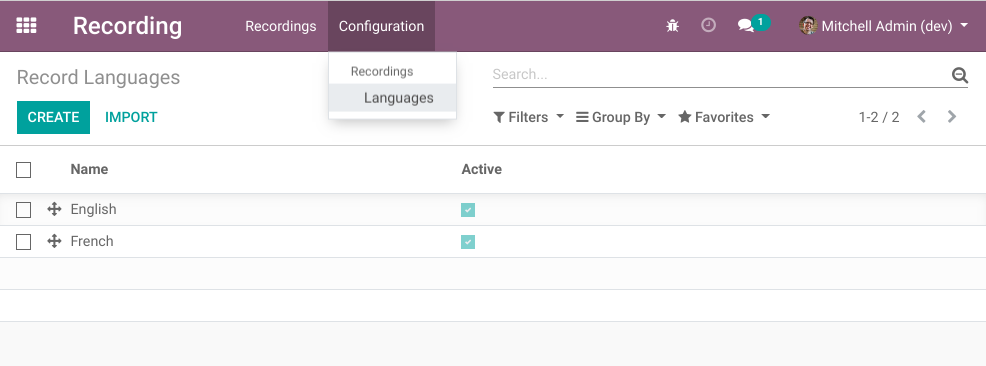 Recording Recordings Configuration 1 Mitchell Admin (dev)
Record Languages
Recordings
Languages
Search...
CREATE IMPORT
Filters Group By Favorites 1-2 / 2
Name Active
English
French